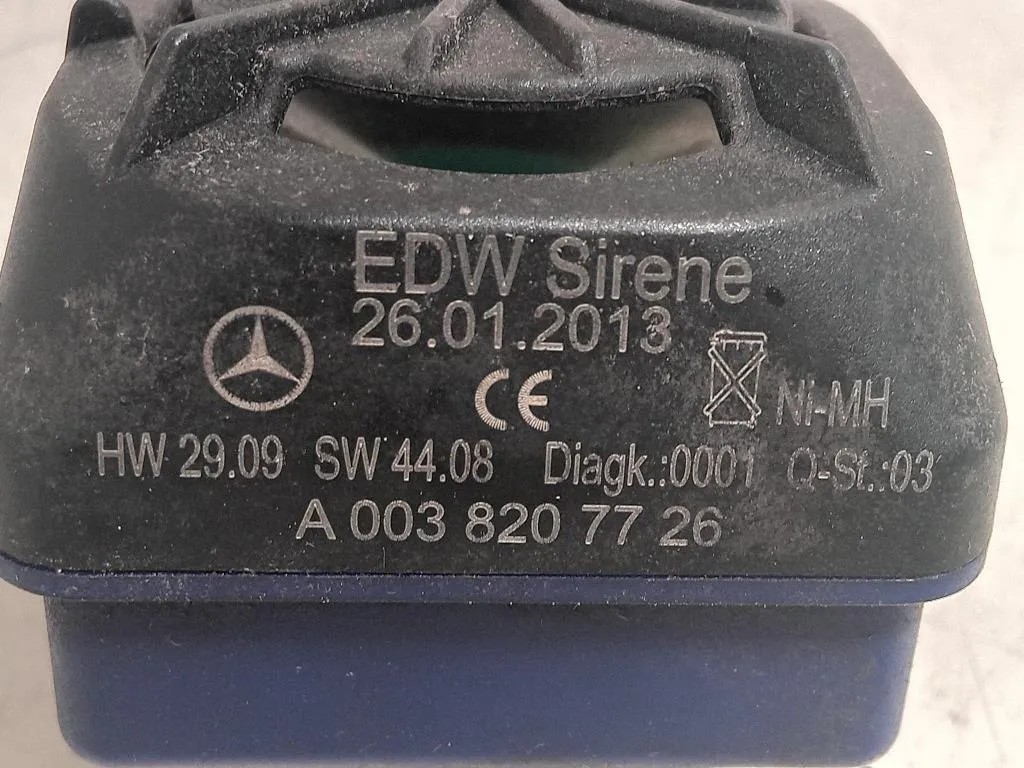 EDW Sirene
26.01.2013
CE
Ni-MH
HW 29.09 SW 44.08 Diagk.:0001 Q-St.:03
A 003 820 77 26